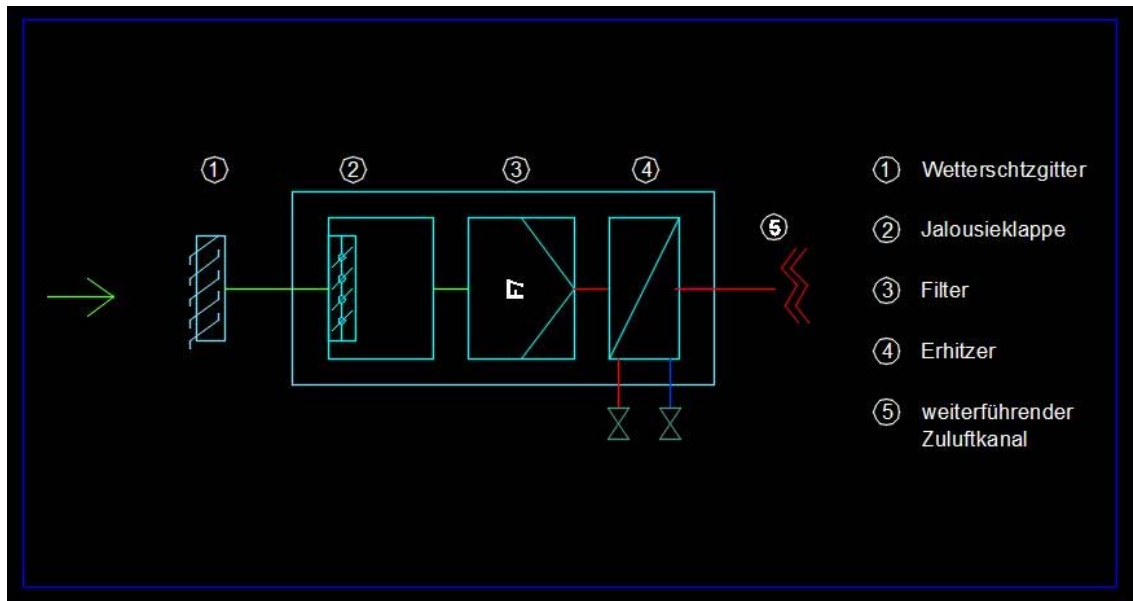 1 2 3 4
5
F7
1 Wetterschtzgitter
2 Jalousieklappe
3 Filter
4 Erhitzer
5 weiterführender
Zuluftkanal